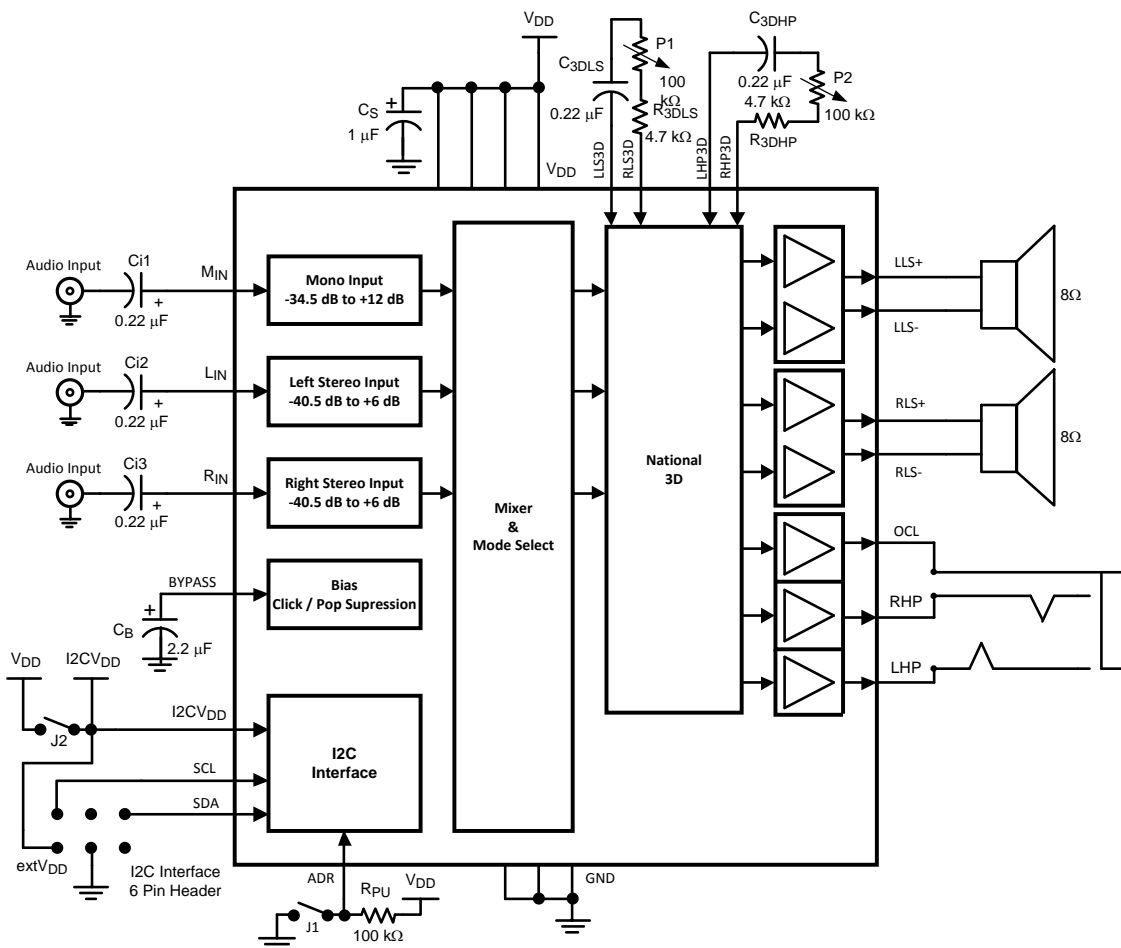 VDD
CS
1 μF
+
VDD
C3DLS
0.22 μF
P1
100 kΩ
R3DLS
4.7 kΩ
LLS3D
RLS3D
C3DHP
0.22 μF
P2
100 kΩ
4.7 kΩ
R3DHP
LHP3D
RHP3D
Audio Input
Ci1
+
0.22 μF
MIN
Mono Input
-34.5 dB to +12 dB
Audio Input
Ci2
+
0.22 μF
LIN
Left Stereo Input
-40.5 dB to +6 dB
Audio Input
Ci3
+
0.22 μF
RIN
Right Stereo Input
-40.5 dB to +6 dB
BYPASS
+
CB
2.2 μF
Bias
Click / Pop Supression
Mixer
&
Mode Select
National
3D
LLS+
LLS-
8Ω
RLS+
RLS-
8Ω
OCL
RHP
LHP
VDD
I2CVDD
J2
I2CVDD
SCL
SDA
I2C
Interface
extVDD
I2C Interface
6 Pin Header
ADR
J1
RPU
100 kΩ
VDD
GND